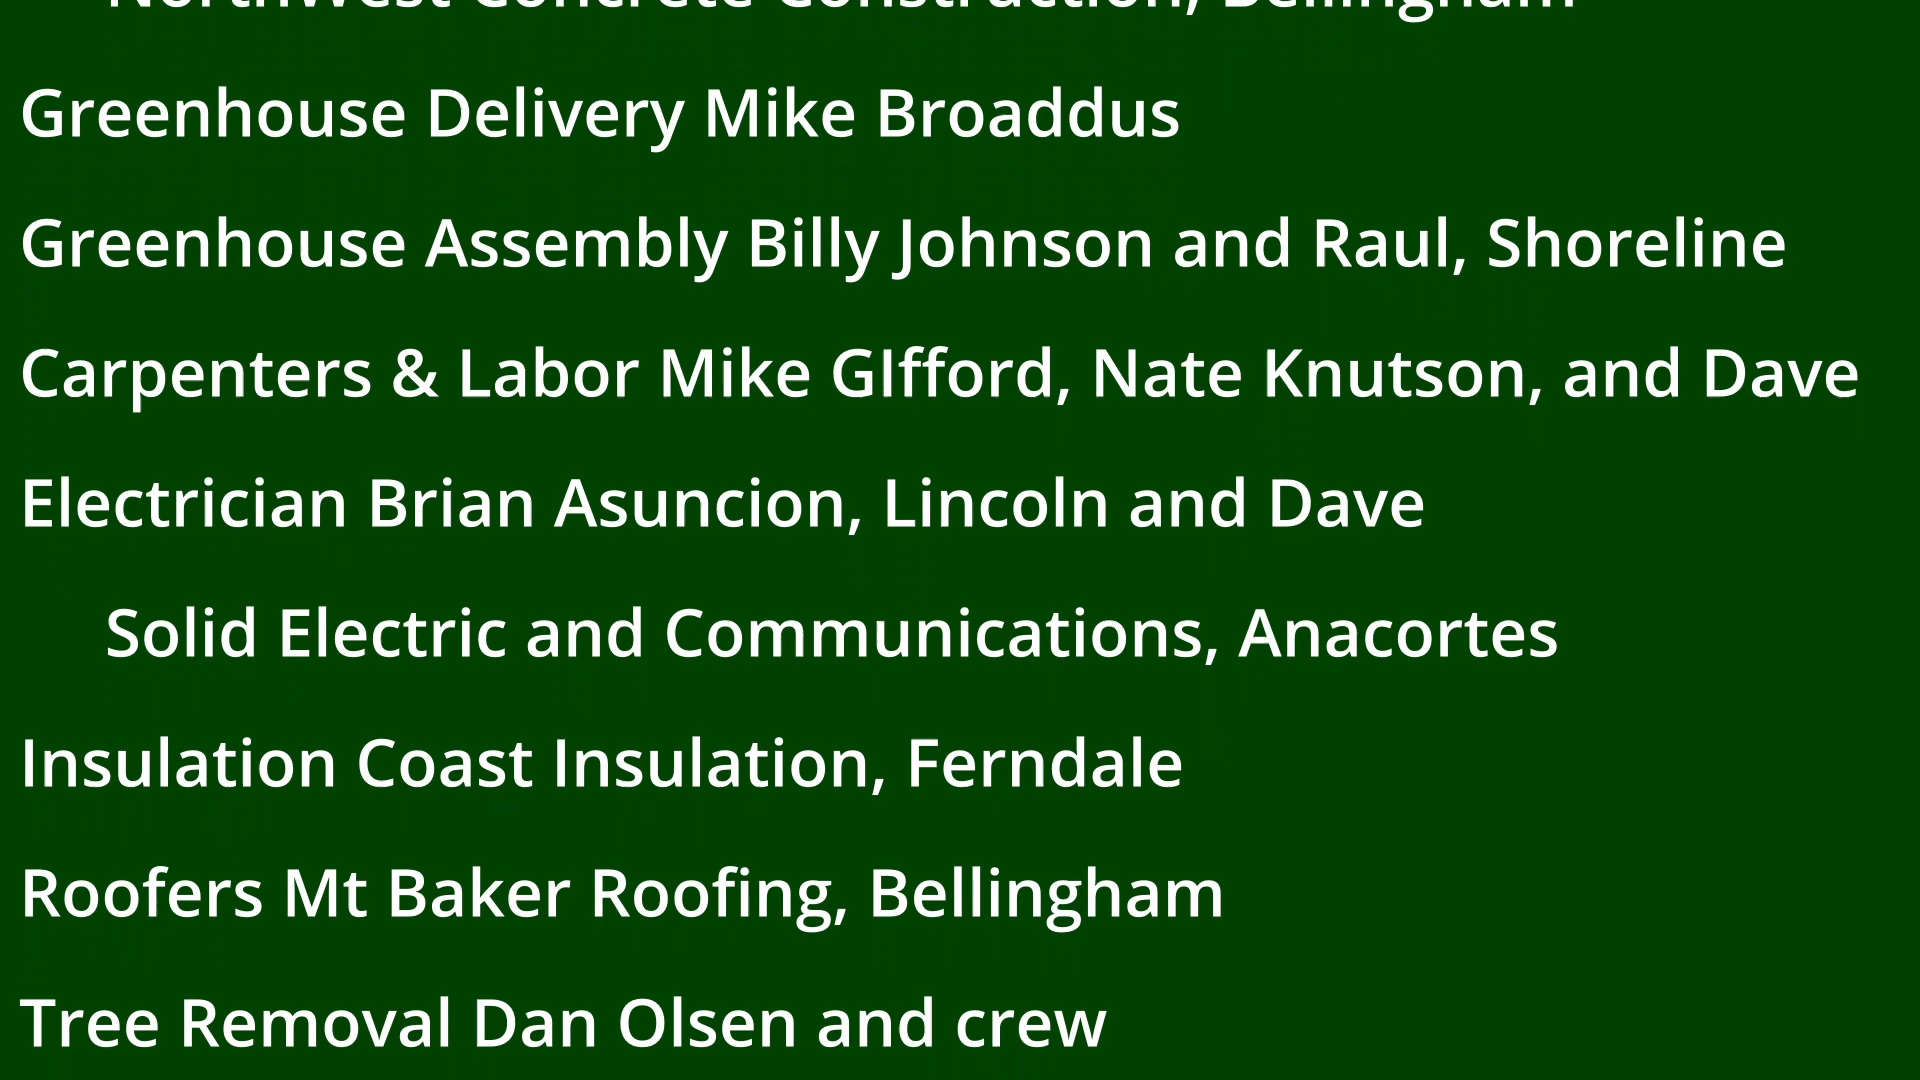 Northwest Concrete Construction, Bellingham
Greenhouse Delivery Mike Broaddus
Greenhouse Assembly Billy Johnson and Raul, Shoreline
Carpenters & Labor Mike GIfford, Nate Knutson, and Dave
Electrician Brian Asuncion, Lincoln and Dave
Solid Electric and Communications, Anacortes
Insulation Coast Insulation, Ferndale
Roofers Mt Baker Roofing, Bellingham
Tree Removal Dan Olsen and crew